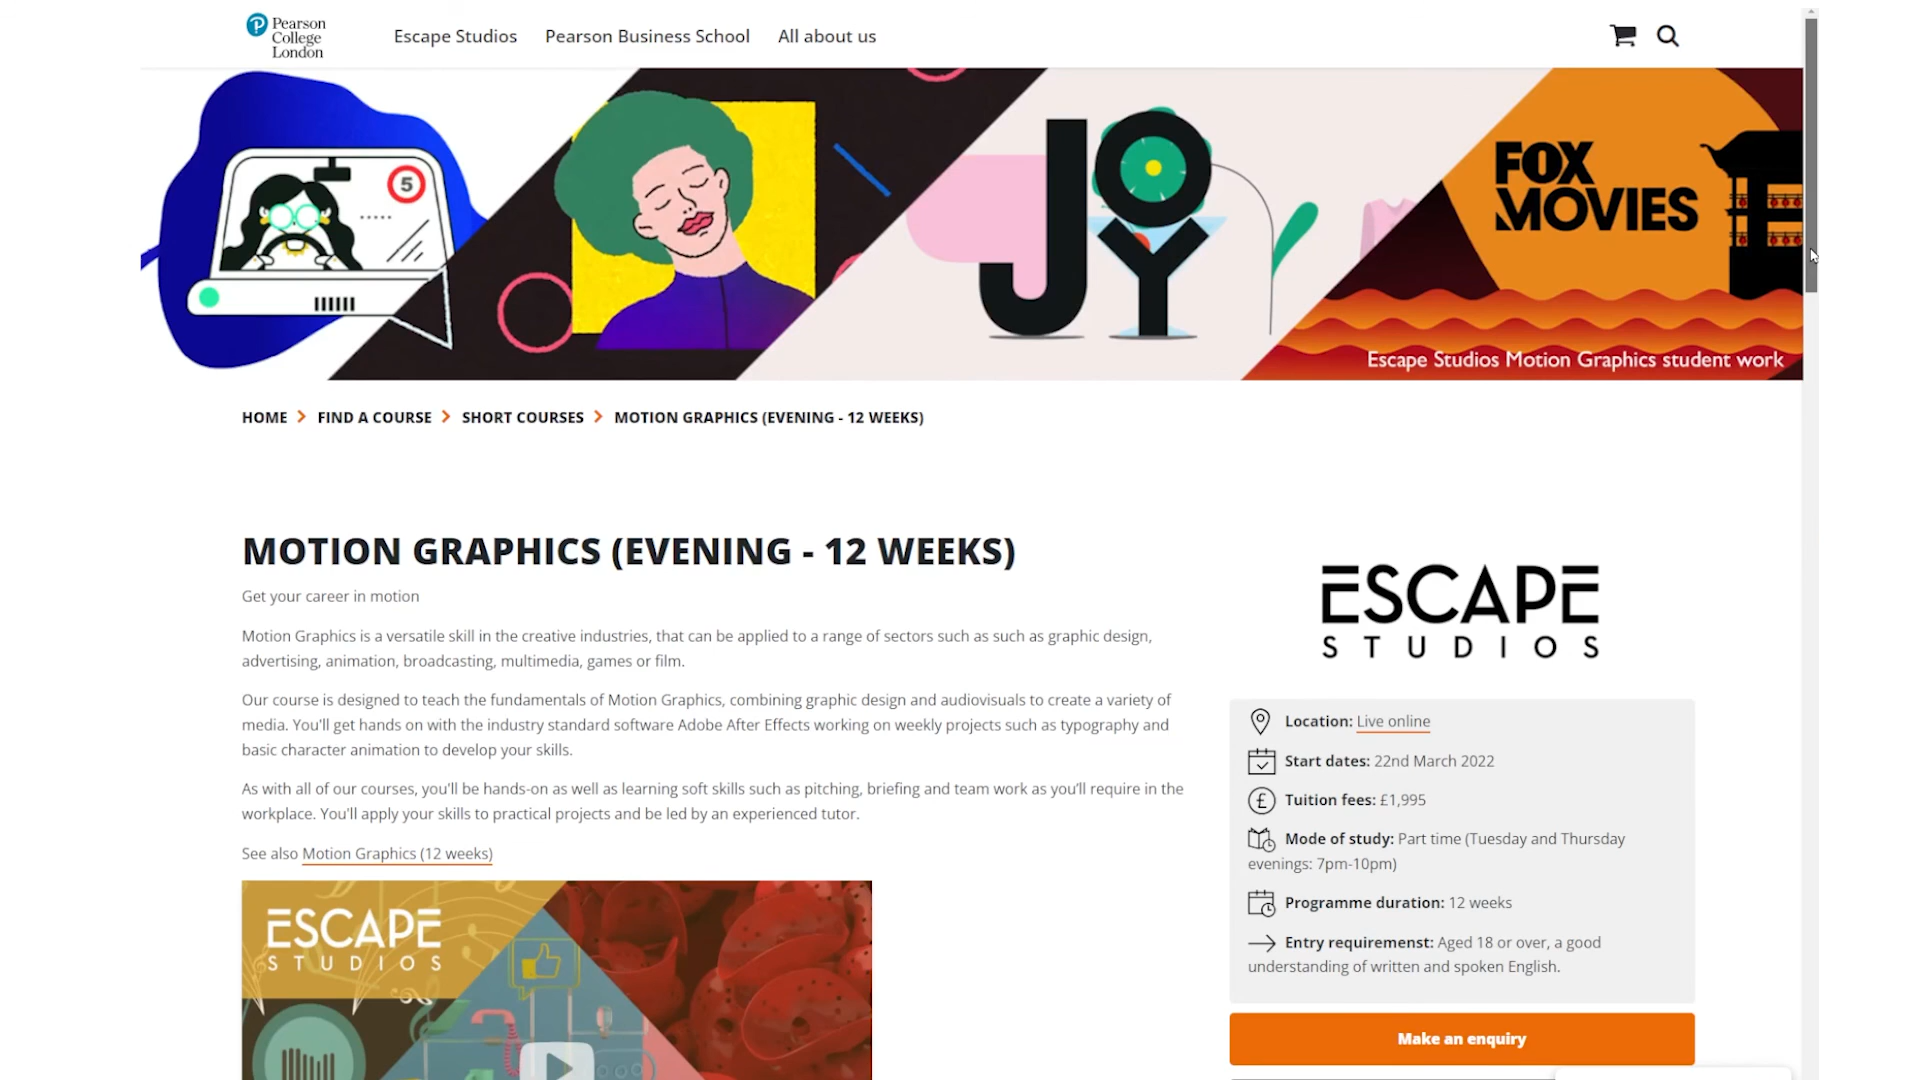 Pearson
College
London
Escape Studios
Pearson Business School
All about us
5
JOY
FOX
MOVIES
Escape Studios Motion Graphics student work
HOME > FIND A COURSE > SHORT COURSES > MOTION GRAPHICS (EVENING - 12 WEEKS)
MOTION GRAPHICS (EVENING - 12 WEEKS)
Get your career in motion
Motion Graphics is a versatile skill in the creative industries, that can be applied to a range of sectors such as such as graphic design,
advertising, animation, broadcasting, multimedia, games or film.
Our course is designed to teach the fundamentals of Motion Graphics, combining graphic design and audiovisuals to create a variety of
media. You'll get hands on with the industry standard software Adobe After Effects working on weekly projects such as typography and
basic character animation to develop your skills.
As with all of our courses, you'll be hands-on as well as learning soft skills such as pitching, briefing and team work as you'll require in the
workplace. You'll apply your skills to practical projects and be led by an experienced tutor.
See also Motion Graphics (12 weeks)
ESCAPE
STUDIOS
ESCAPE
STUDIOS
Location: Live online
Start dates: 22nd March 2022
Tuition fees: £1,995
Mode of study: Part time (Tuesday and Thursday
evenings: 7pm-10pm)
Programme duration: 12 weeks
Entry requiremenst: Aged 18 or over, a good
understanding of written and spoken English.
Make an enquiry